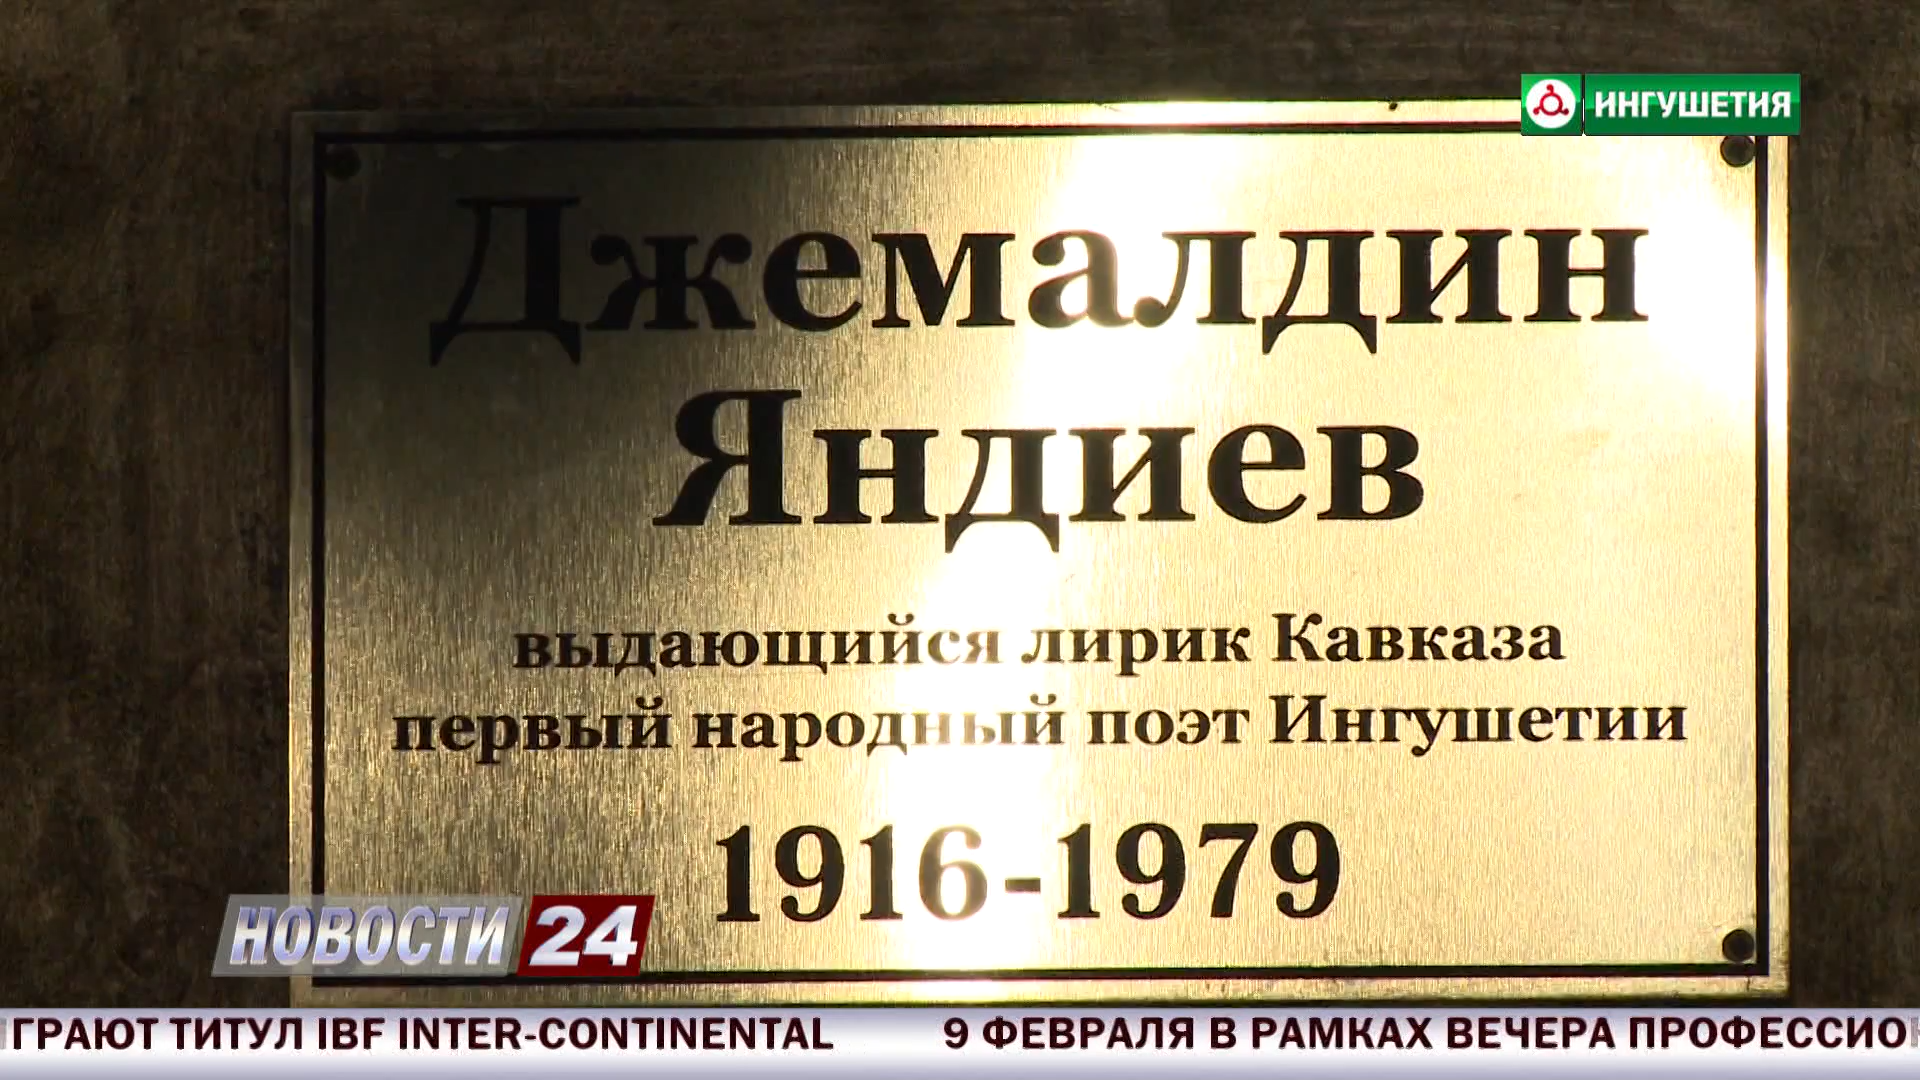 ИНГУШЕТИЯ
Джемалдин
Яндиев
выдающийся лирик Кавказа
первый народный поэт Ингушетии
1916-1979
НОВОСТИ 24
ГРАЮТ ТИТУЛ IBF INTER-CONTINENTAL 9 ФЕВРАЛЯ В РАМКАХ ВЕЧЕРА ПРОФЕССИО